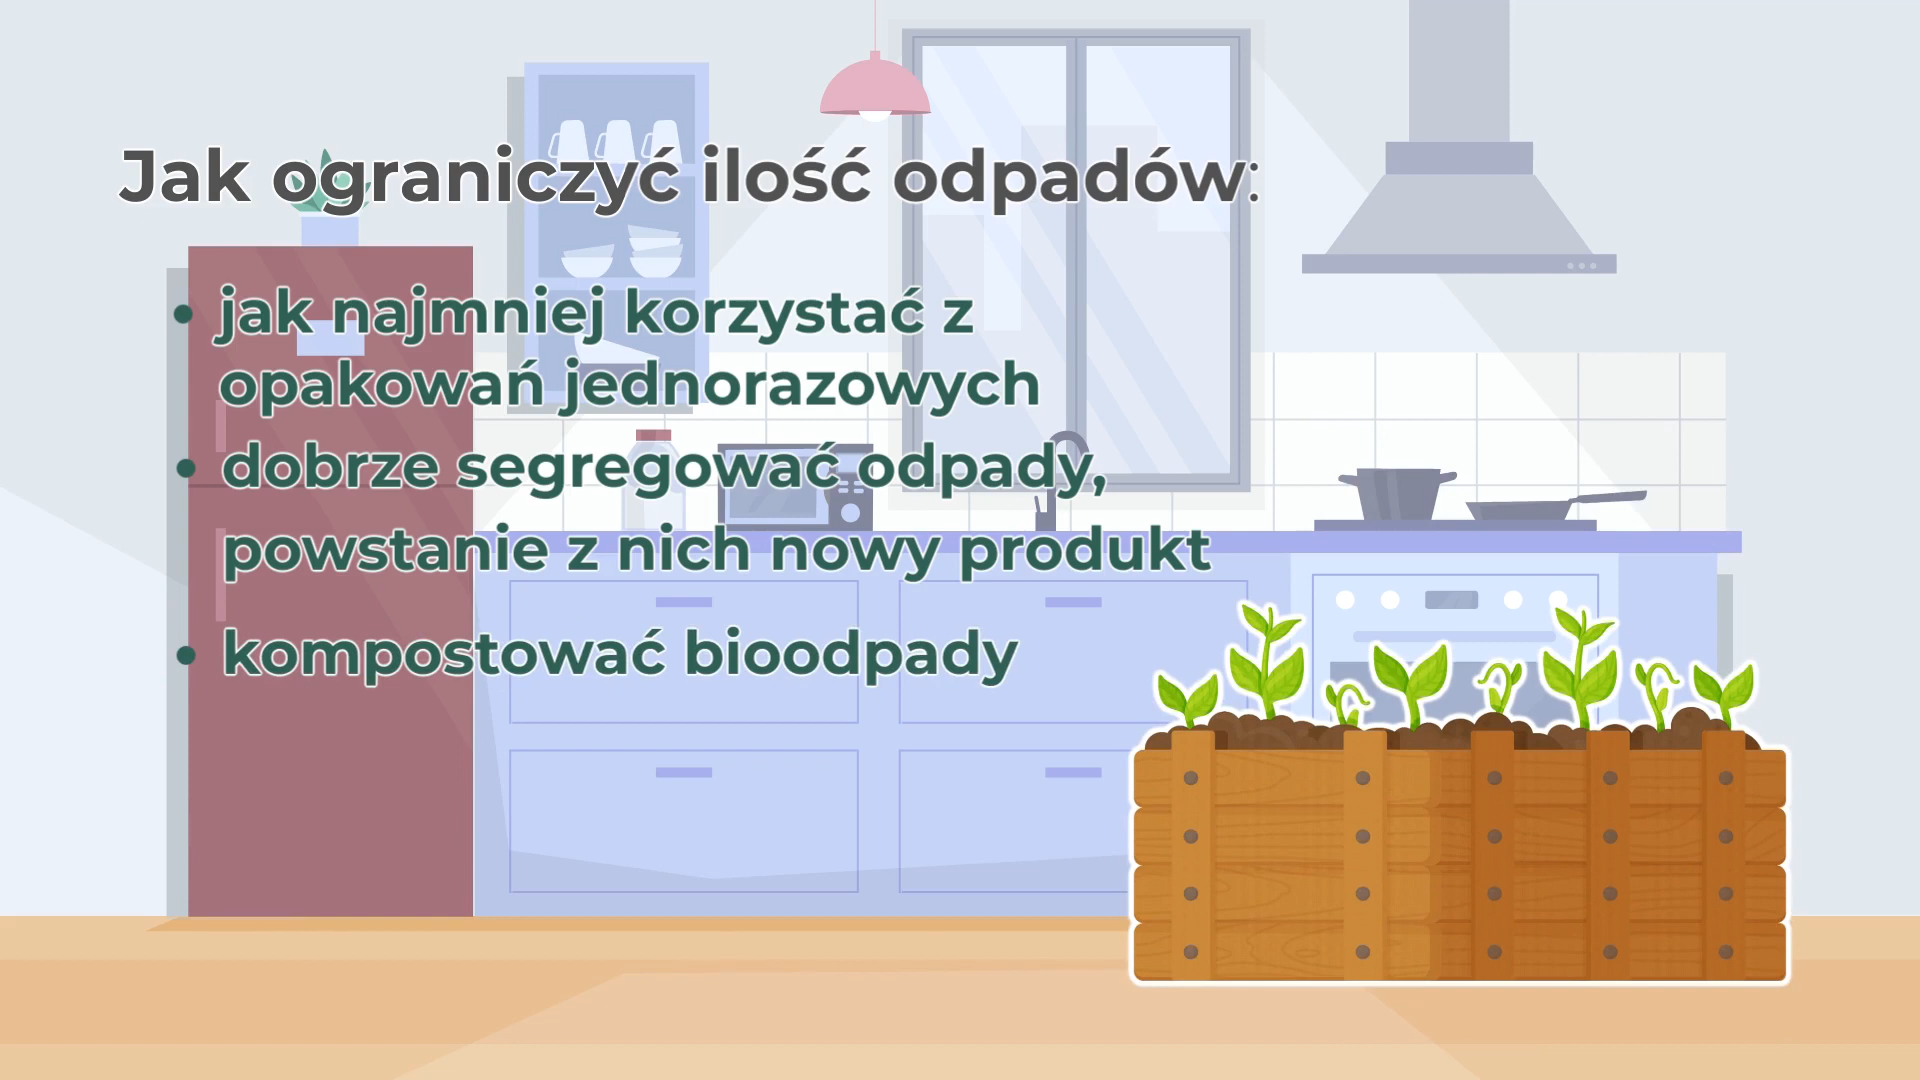 Jak ograniczyć ilość odpadów:
• jak najmniej korzystać z
opakowań jednorazowych
• dobrze segregować odpady,
powstanie z nich nowy produkt
• kompostować bioodpady